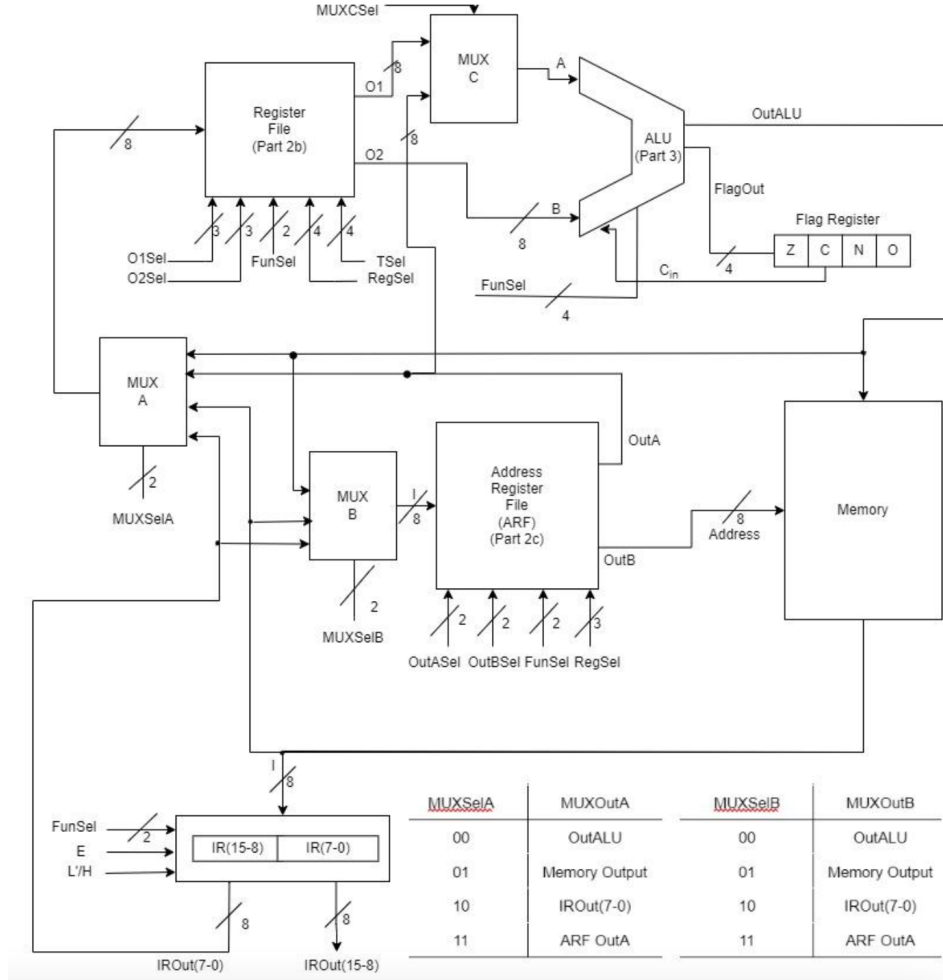 MUXCSel
MUX
C
8
A
O1
Register
File
(Part 2b)
8
8
OutALU
ALU
(Part 3)
O2
FlagOut
B
8
Flag Register
Z C N O
3
3
2
4
4
O1Sel
O2Sel
FunSel
TSel
RegSel
4
Cin
FunSel
4
MUX
A
2
MUXSelA
OutA
MUX
B
I
8
Address
Register
File
(ARF)
(Part 2c)
Memory
8
Address
OutB
2
MUXSelB
2
2
2
3
OutASel OutBSel FunSel RegSel
I
8
FunSel
2
E
L'/H
IR(15-8) IR(7-0)
8
8
IROut(7-0)
IROut(15-8)
MUXSelA MUXOutA
00 OutALU
01 Memory Output
10 IROut(7-0)
11 ARF OutA
MUXSelB MUXOutB
00 OutALU
01 Memory Output
10 IROut(7-0)
11 ARF OutA